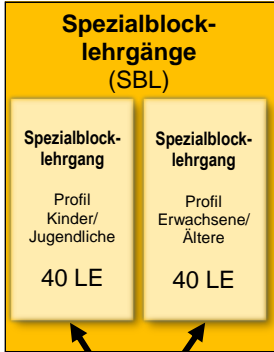 Spezialblock-
lehrgänge
(SBL)
Spezialblock-
lehrgang
Profil
Kinder/
Jugendliche
40 LE
Spezialblock-
lehrgang
Profil
Erwachsene/
Ältere
40 LE